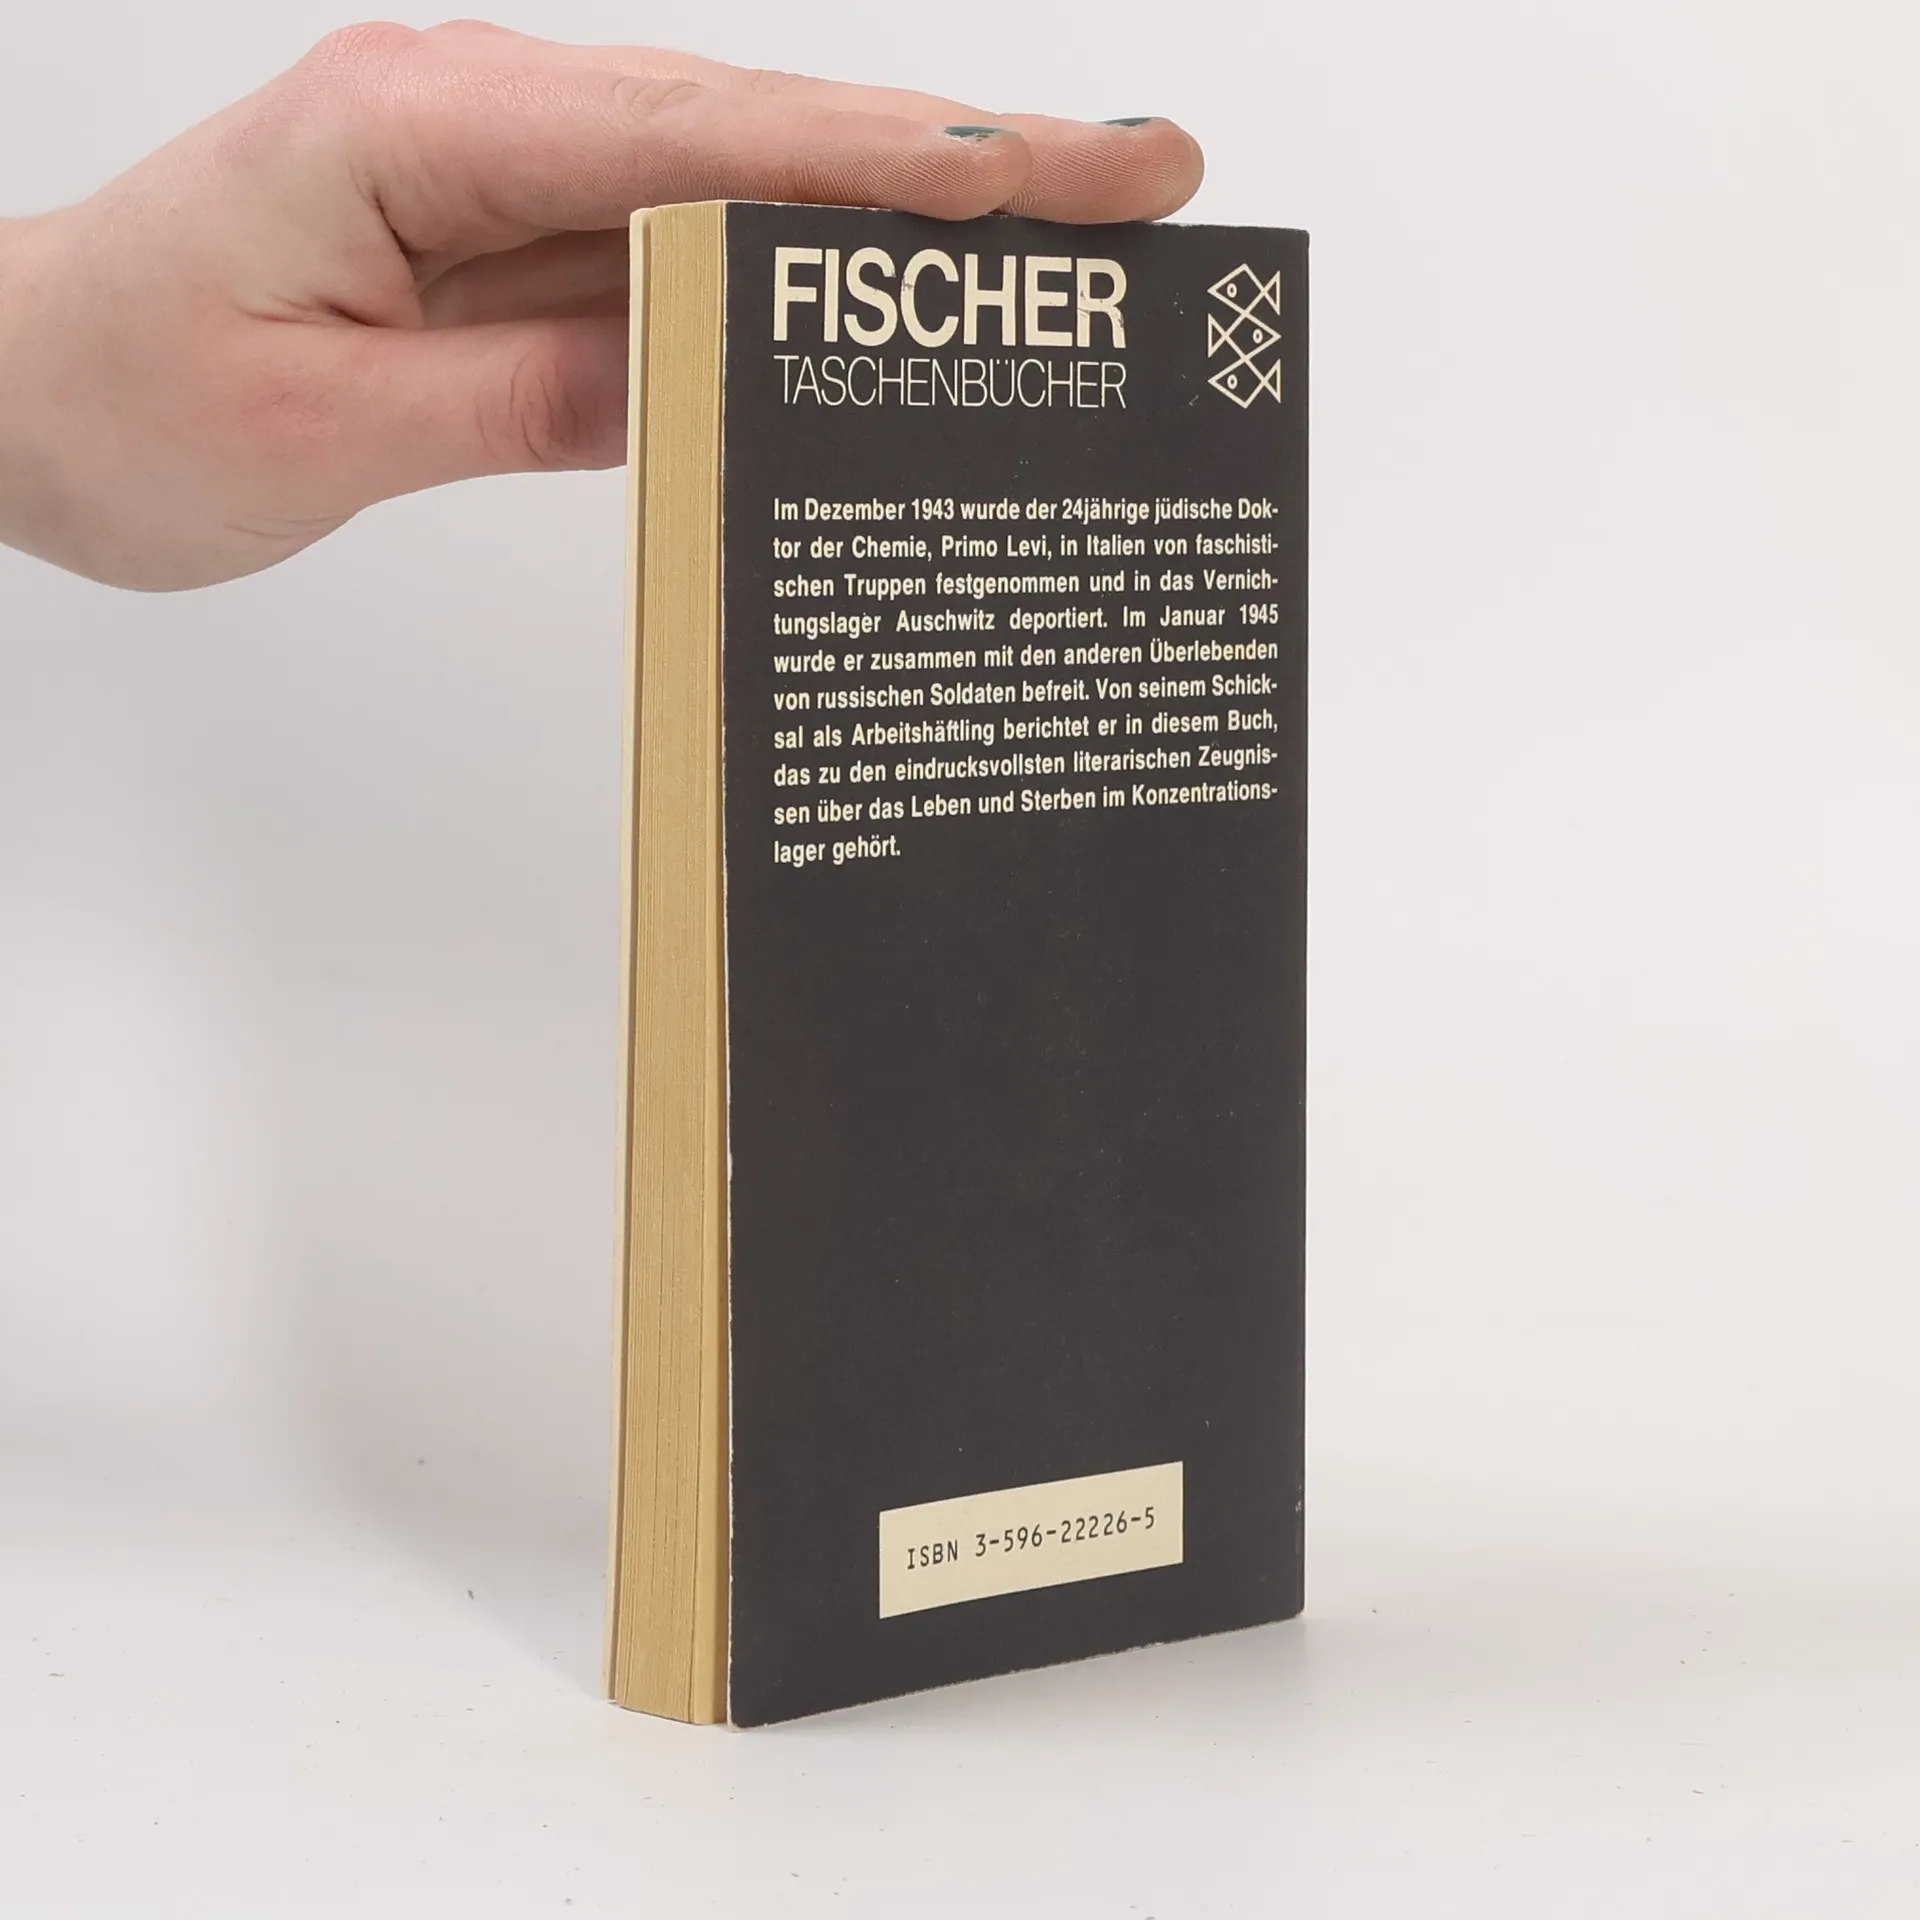 FISCHER
TASCHENBÜCHER
Im Dezember 1943 wurde der 24jährige jüdische Dok-
tor der Chemie, Primo Levi, in Italien von faschisti-
schen Truppen festgenommen und in das Vernich-
tungslager Auschwitz deportiert. Im Januar 1945
wurde er zusammen mit den anderen Überlebenden
von russischen Soldaten befreit. Von seinem Schick-
sal als Arbeitshäftling berichtet er in diesem Buch,
das zu den eindrucksvollsten literarischen Zeugnis-
sen über das Leben und Sterben im Konzentrations-
lager gehört.
ISBN 3-596-22226-5